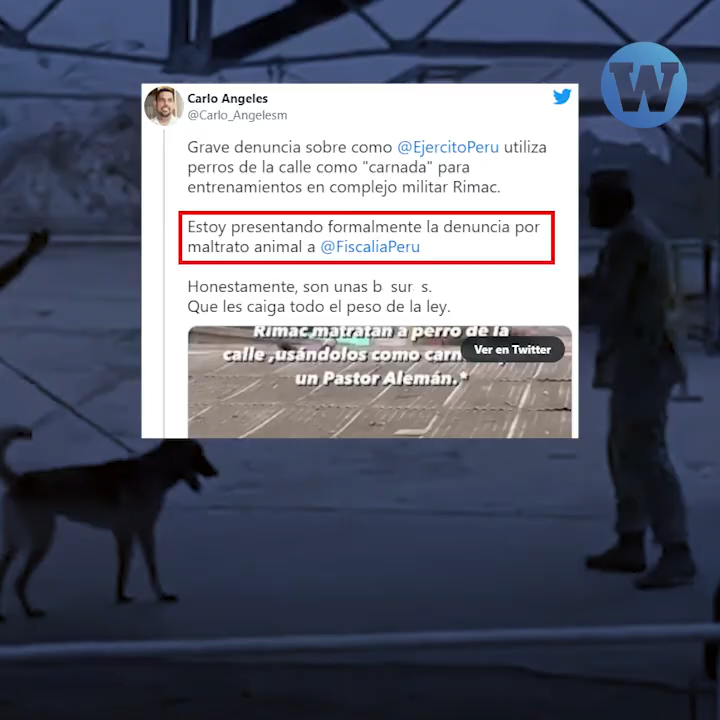 W
Carlo Angeles
@Carlo_Angelesm
Grave denuncia sobre como @EjercitoPeru utiliza
perros de la calle como "carnada" para
entrenamientos en complejo militar Rimac.
Estoy presentando formalmente la denuncia por
maltrato animal a @FiscaliaPeru
Honestamente, son unas b sur s.
Que les caiga todo el peso de la ley.
Rimac,matratan a perro de la
calle ,usándolos como carn
Ver en Twitter
un Pastor Alemán.*